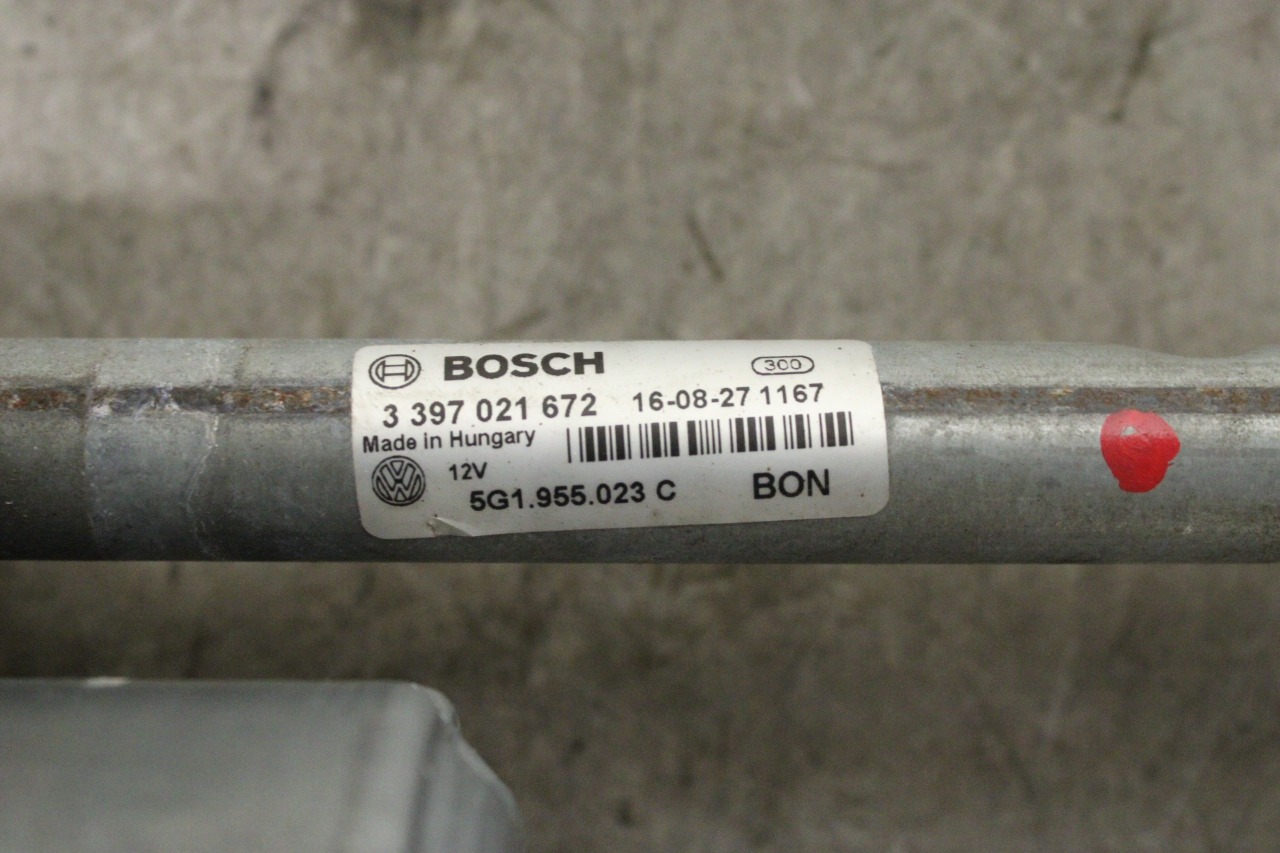 BOSCH 300
3 397 021 672 16-08-27 1167
Made in Hungary
12V
5G1.955.023 C BON